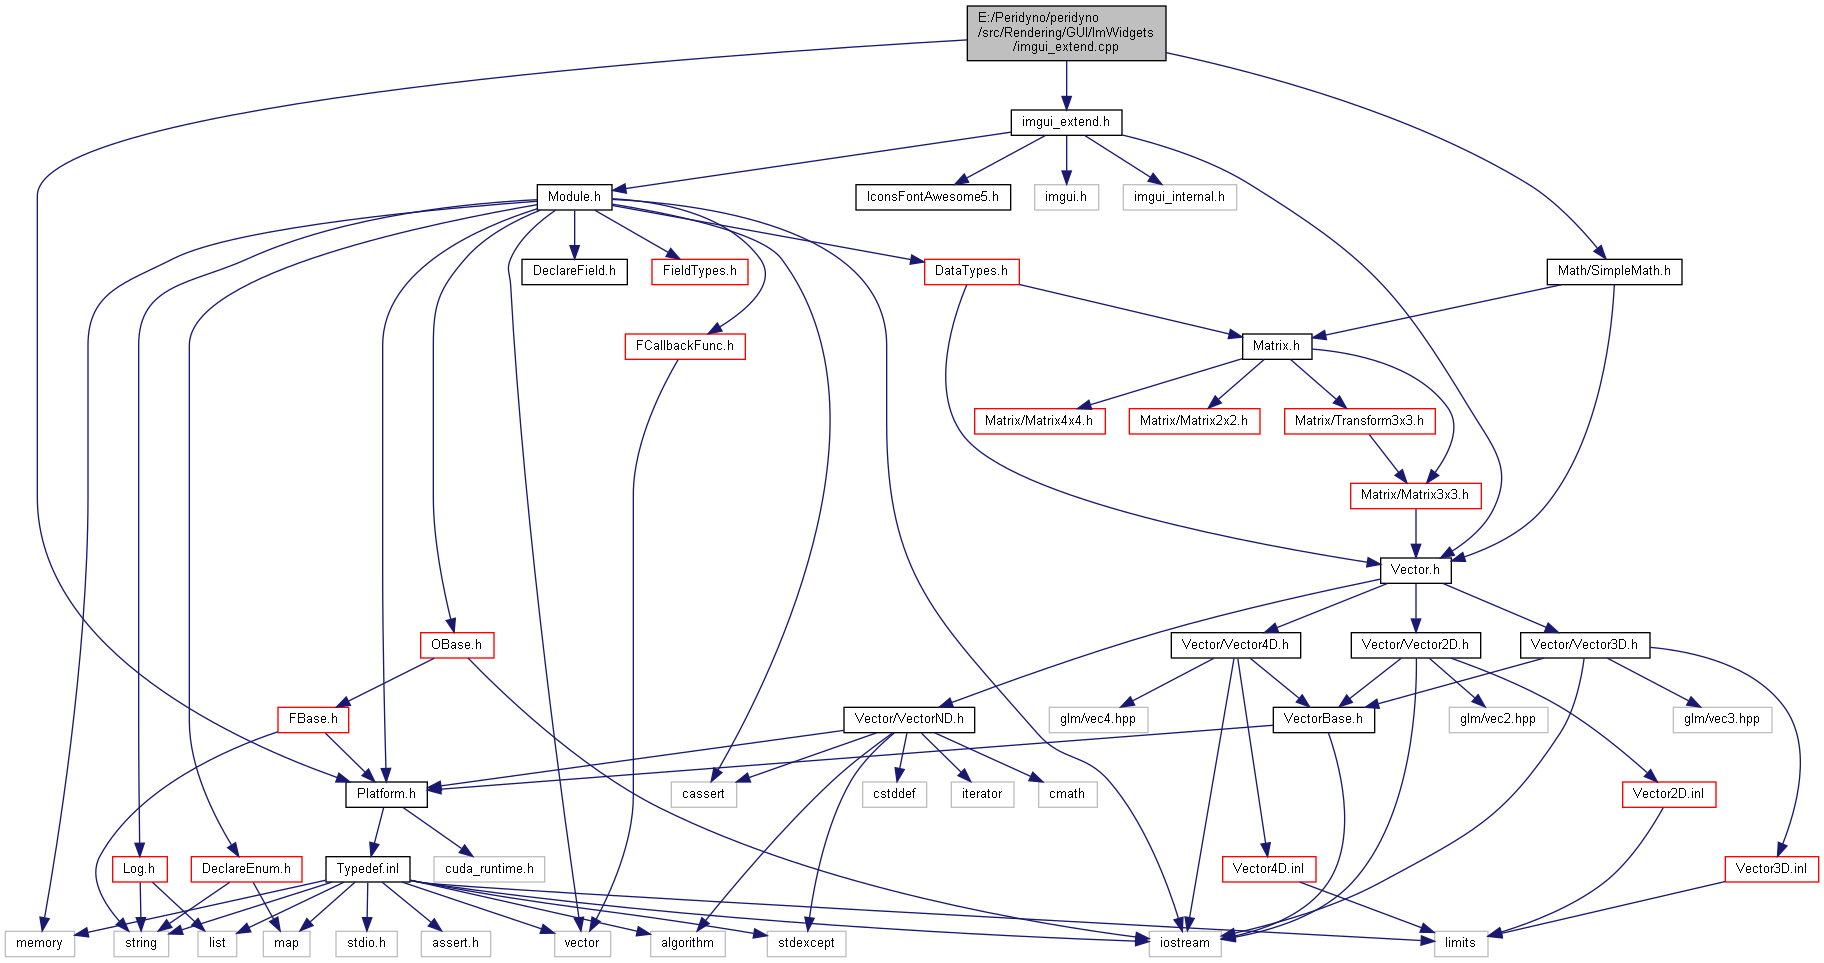 E:/Peridyno/peridyno
/src/Rendering/GUI/ImWidgets
/imgui_extend.cpp
imgui_extend.h
Module.h
IconsFontAwesome5.h
imgui.h
imgui_internal.h
DeclareField.h
FieldTypes.h
DataTypes.h
Math/SimpleMath.h
FCallbackFunc.h
Matrix.h
Matrix/Matrix4x4.h
Matrix/Matrix2x2.h
Matrix/Transform3x3.h
Matrix/Matrix3x3.h
Vector.h
OBase.h
Vector/Vector4D.h
Vector/Vector2D.h
Vector/Vector3D.h
FBase.h
Vector/VectorND.h
glm/vec4.hpp
VectorBase.h
glm/vec2.hpp
glm/vec3.hpp
Platform.h
cassert
cstddef
iterator
cmath
Vector2D.inl
Log.h
DeclareEnum.h
Typedef.inl
cuda_runtime.h
Vector4D.inl
Vector3D.inl
memory
string
list
map
stdio.h
assert.h
vector
algorithm
stdexcept
iostream
limits